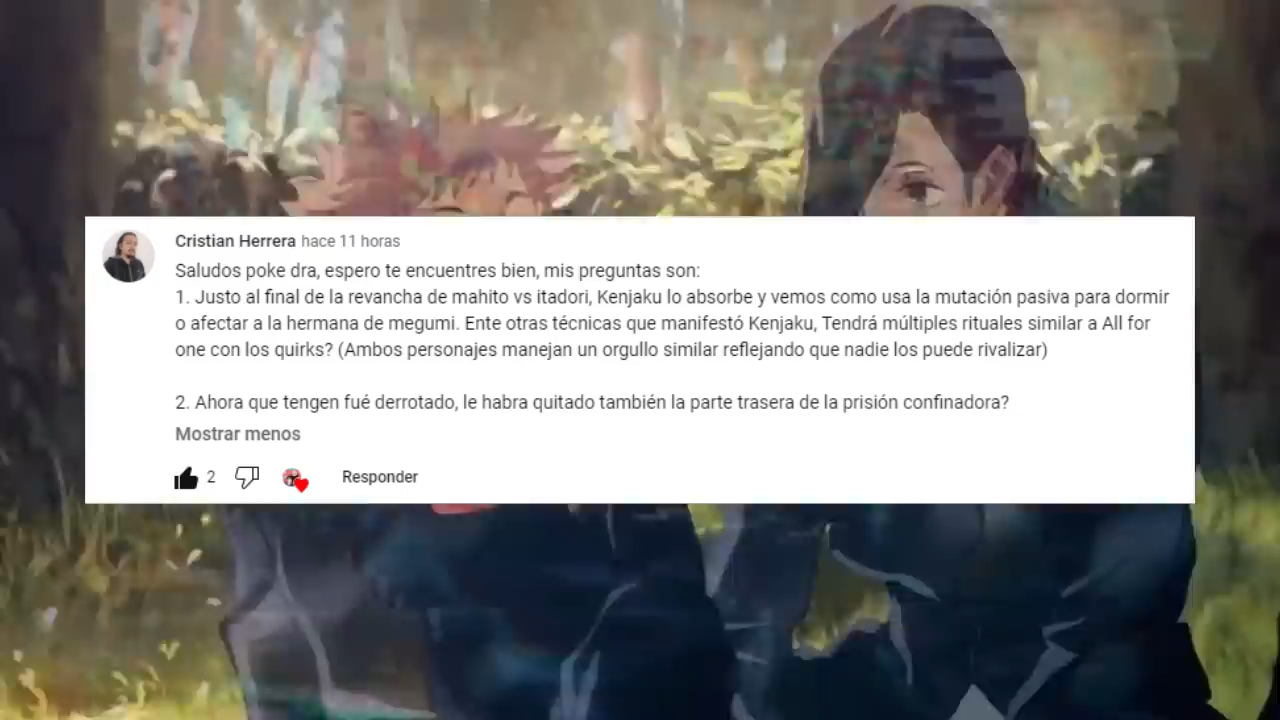 Cristian Herrera hace 11 horas
Saludos poke dra, espero te encuentres bien, mis preguntas son:
1. Justo al final de la revancha de mahito vs itadori, Kenjaku lo absorbe y vemos como usa la mutación pasiva para dormir
o afectar a la hermana de megumi. Ente otras técnicas que manifestó Kenjaku, Tendrá múltiples rituales similar a All for
one con los quirks? (Ambos personajes manejan un orgullo similar reflejando que nadie los puede rivalizar)
2. Ahora que tengen fué derrotado, le habra quitado también la parte trasera de la prisión confinadora?
Mostrar menos
2 Responder